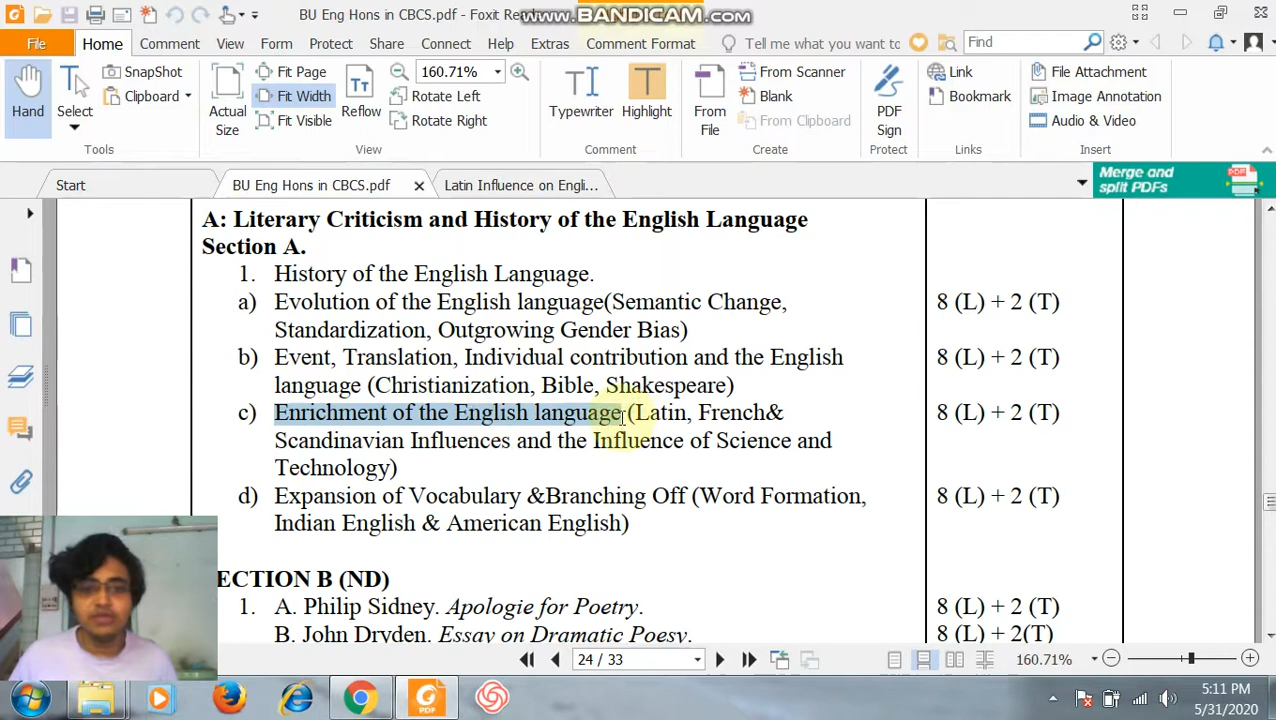 BU Eng Hons in CBCS.pdf - Foxit Re
www.BANDICAM.com
File Home Comment View Form Protect Share Connect Help Extras Comment Format Tell me what you want to Find
SnapShot Fit Page 160.71% From Scanner Link File Attachment
Clipboard Fit Width Rotate Left Blank Bookmark Image Annotation
Fit Visible Rotate Right From Clipboard Audio & Video
Hand Select Actual Size Reflow Typewriter Highlight From File PDF Sign
Tools View Comment Create Protect Links Insert
Start BU Eng Hons in CBCS.pdf Latin Influence on Engli...
Merge and
split PDFs
PDF
A: Literary Criticism and History of the English Language
Section A.
1. History of the English Language.
a) Evolution of the English language(Semantic Change, 8 (L) + 2 (T)
Standardization, Outgrowing Gender Bias)
b) Event, Translation, Individual contribution and the English 8 (L) + 2 (T)
language (Christianization, Bible, Shakespeare)
c) Enrichment of the English language (Latin, French& 8 (L) + 2 (T)
Scandinavian Influences and the Influence of Science and
Technology)
d) Expansion of Vocabulary &Branching Off (Word Formation, 8 (L) + 2 (T)
Indian English & American English)
ECTION B (ND)
1. A. Philip Sidney. Apologie for Poetry. 8 (L) + 2 (T)
B. John Dryden. Essay on Dramatic Poesy. 8 (L) + 2(T)
24 / 33 160.71%
PDF
5:11 PM
5/31/2020